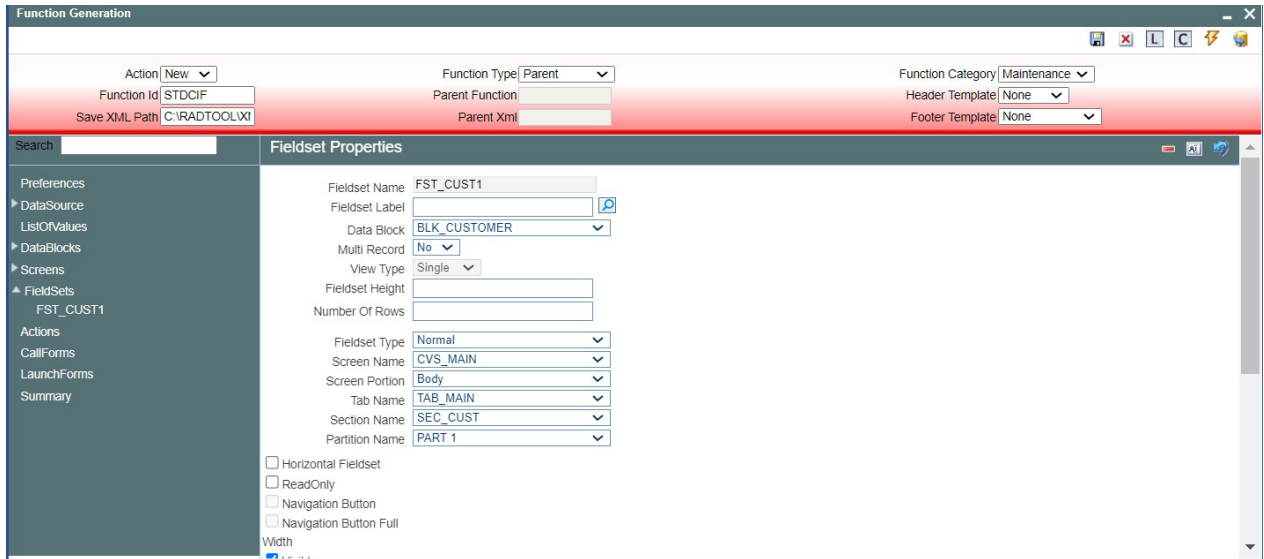 Function Generation
L C
Action New Function Type Parent Function Category Maintenance
Function Id STDCIF Parent Function Header Template None
Save XML Path C:\RADTOOL\XI Parent Xml Footer Template None
Search Fieldset Properties
Preferences
DataSource
ListOfValues
DataBlocks
Screens
FieldSets
FST_CUST1
Actions
CallForms
LaunchForms
Summary
Fieldset Name FST_CUST1
Fieldset Label
Data Block BLK_CUSTOMER
Multi Record No
View Type Single
Fieldset Height
Number Of Rows
Fieldset Type Normal
Screen Name CVS_MAIN
Screen Portion Body
Tab Name TAB_MAIN
Section Name SEC_CUST
Partition Name PART 1
Horizontal Fieldset
ReadOnly
Navigation Button
Navigation Button Full
Width